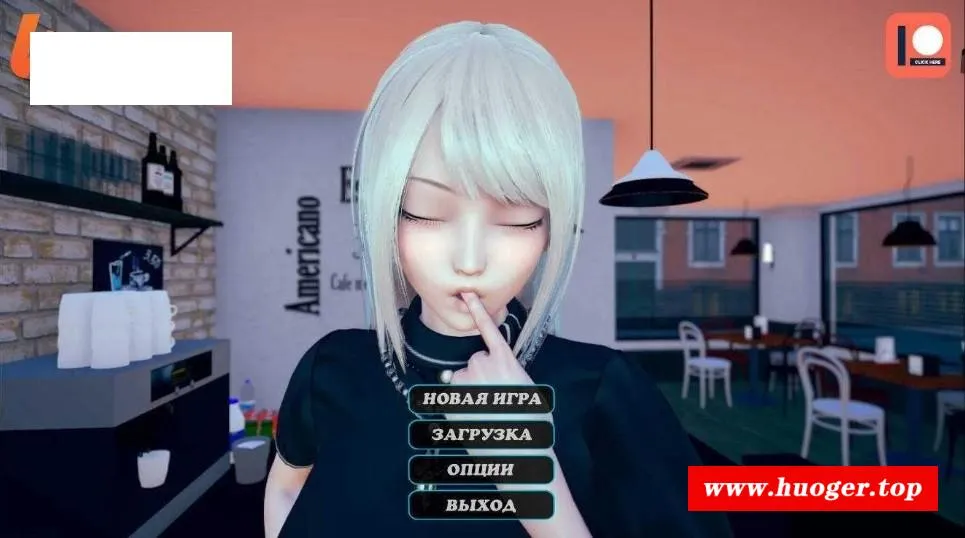 CLICK HERE
Americano
НОВАЯ ИГРА
ЗАГРУЗКА
ОПЦИИ
ВЫХОД
www.huoger.top